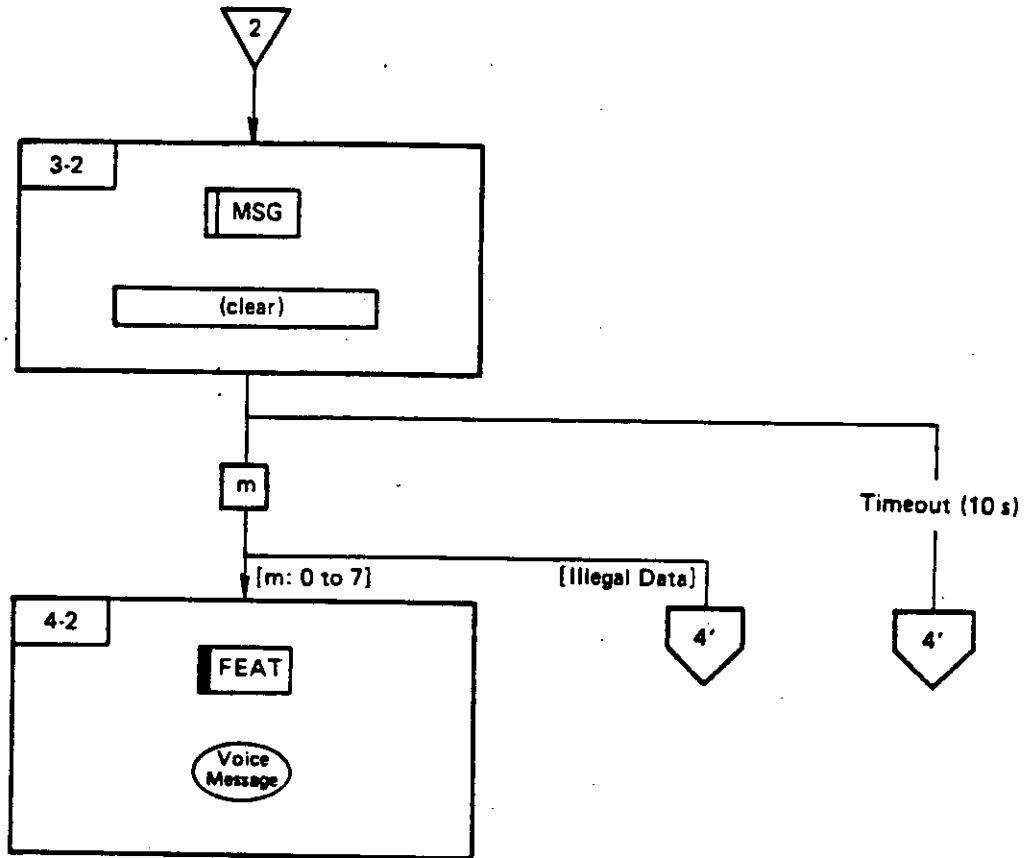 2
3-2
MSG
(clear)
m
Timeout (10 s)
[m: 0 to 7]
[Illegal Data]
4-2
4'
4'
FEAT
Voice
Message